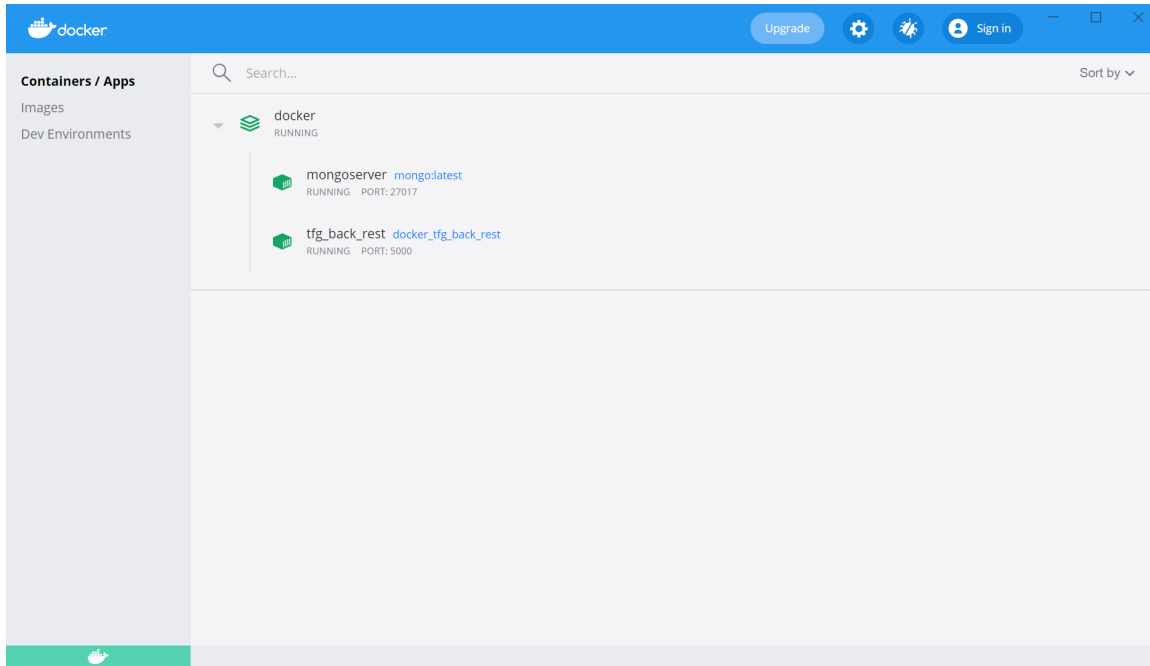 docker
Upgrade
Sign in
Containers / Apps
Images
Dev Environments
Search...
Sort by
docker
RUNNING
mongoserver mongo:latest
RUNNING PORT: 27017
tfg_back_rest docker_tfg_back_rest
RUNNING PORT: 5000